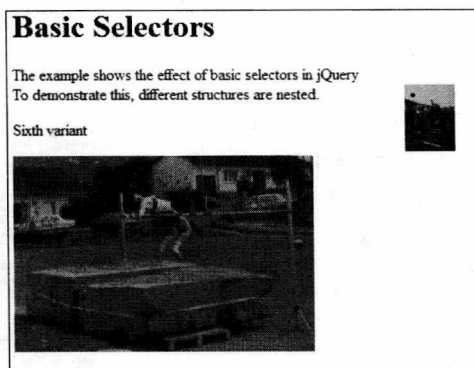 Basic Selectors
The example shows the effect of basic selectors in jQuery
To demonstrate this, different structures are nested.
Sixth variant